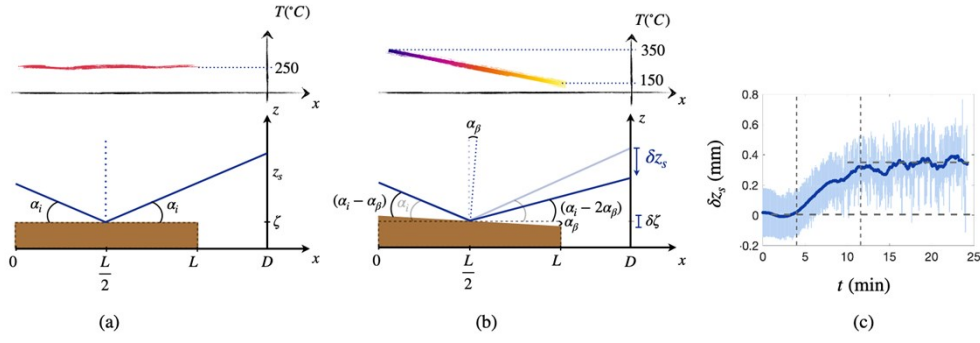 T(°C)
250
x
z
z_s
α_i
α_i
ζ
0
L/2
L
D
x
(a)
T(°C)
350
150
x
z
α_β
δz_s
(α_i − α_β)
α_i
(α_i − 2α_β)
α_β
δζ
0
L/2
L
D
x
(b)
0.8
0.6
0.4
0.2
0
-0.2
δz_s (mm)
0
5
10
15
20
25
t (min)
(c)